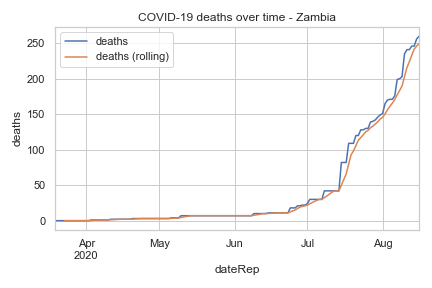 COVID-19 deaths over time - Zambia
deaths
deaths (rolling)
250
200
150
100
50
0
deaths
Apr
2020
May
Jun
Jul
Aug
dateRep